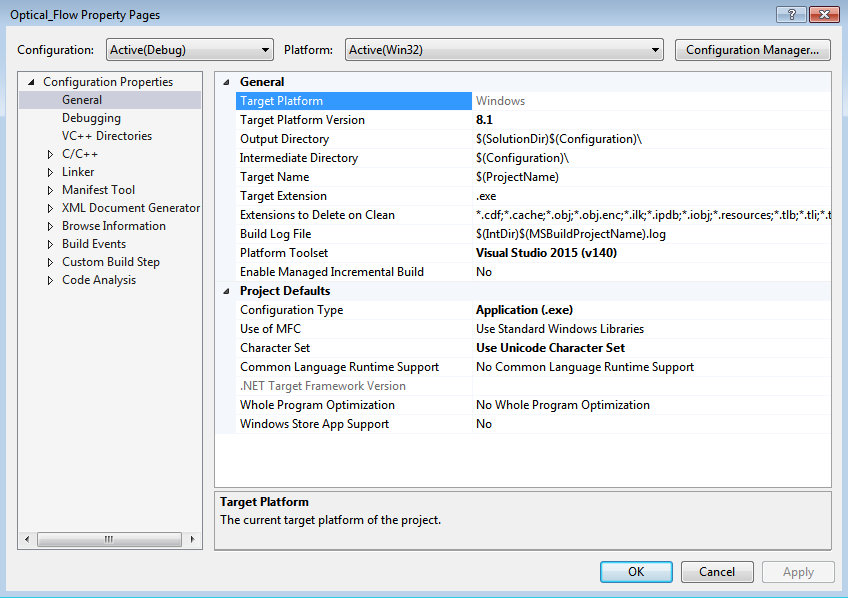 Optical_Flow Property Pages
Configuration: Active(Debug) Platform: Active(Win32) Configuration Manager...
Configuration Properties
General
Debugging
VC++ Directories
C/C++
Linker
Manifest Tool
XML Document Generator
Browse Information
Build Events
Custom Build Step
Code Analysis
General
Target Platform Windows
Target Platform Version 8.1
Output Directory $(SolutionDir)$(Configuration)\
Intermediate Directory $(Configuration)\
Target Name $(ProjectName)
Target Extension .exe
Extensions to Delete on Clean *.cdf;*.cache;*.obj;*.obj.enc;*.ilk;*.ipdb;*.iobj;*.resources;*.tlb;*.tli;*.t
Build Log File $(IntDir)$(MSBuildProjectName).log
Platform Toolset Visual Studio 2015 (v140)
Enable Managed Incremental Build No
Project Defaults
Configuration Type Application (.exe)
Use of MFC Use Standard Windows Libraries
Character Set Use Unicode Character Set
Common Language Runtime Support No Common Language Runtime Support
.NET Target Framework Version
Whole Program Optimization No Whole Program Optimization
Windows Store App Support No
Target Platform
The current target platform of the project.
OK Cancel Apply